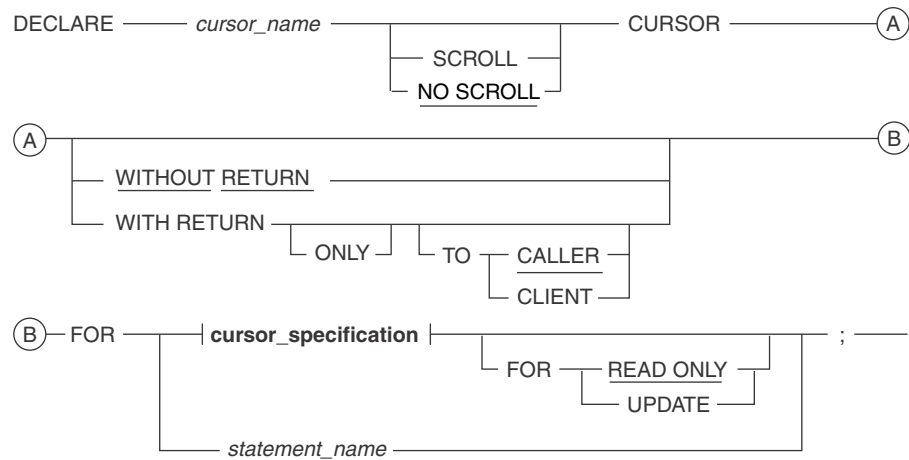 DECLARE cursor_name CURSOR A
SCROLL
NO SCROLL
A B
WITHOUT RETURN
WITH RETURN
ONLY TO CALLER
CLIENT
B FOR cursor_specification ;
FOR READ ONLY
UPDATE
statement_name